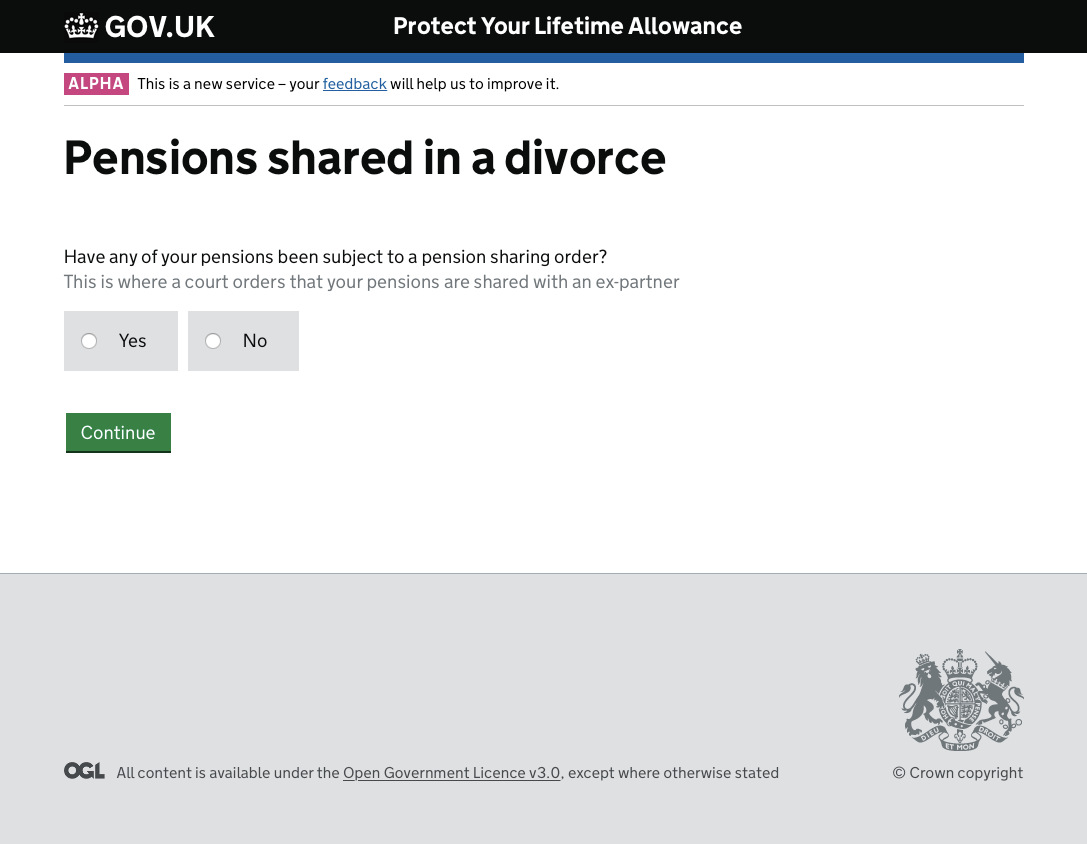 GOV.UK
Protect Your Lifetime Allowance
ALPHA This is a new service – your feedback will help us to improve it.
Pensions shared in a divorce
Have any of your pensions been subject to a pension sharing order?
This is where a court orders that your pensions are shared with an ex-partner
Yes
No
Continue
DIEU ET MON DROIT
OGL All content is available under the Open Government Licence v3.0, except where otherwise stated
© Crown copyright